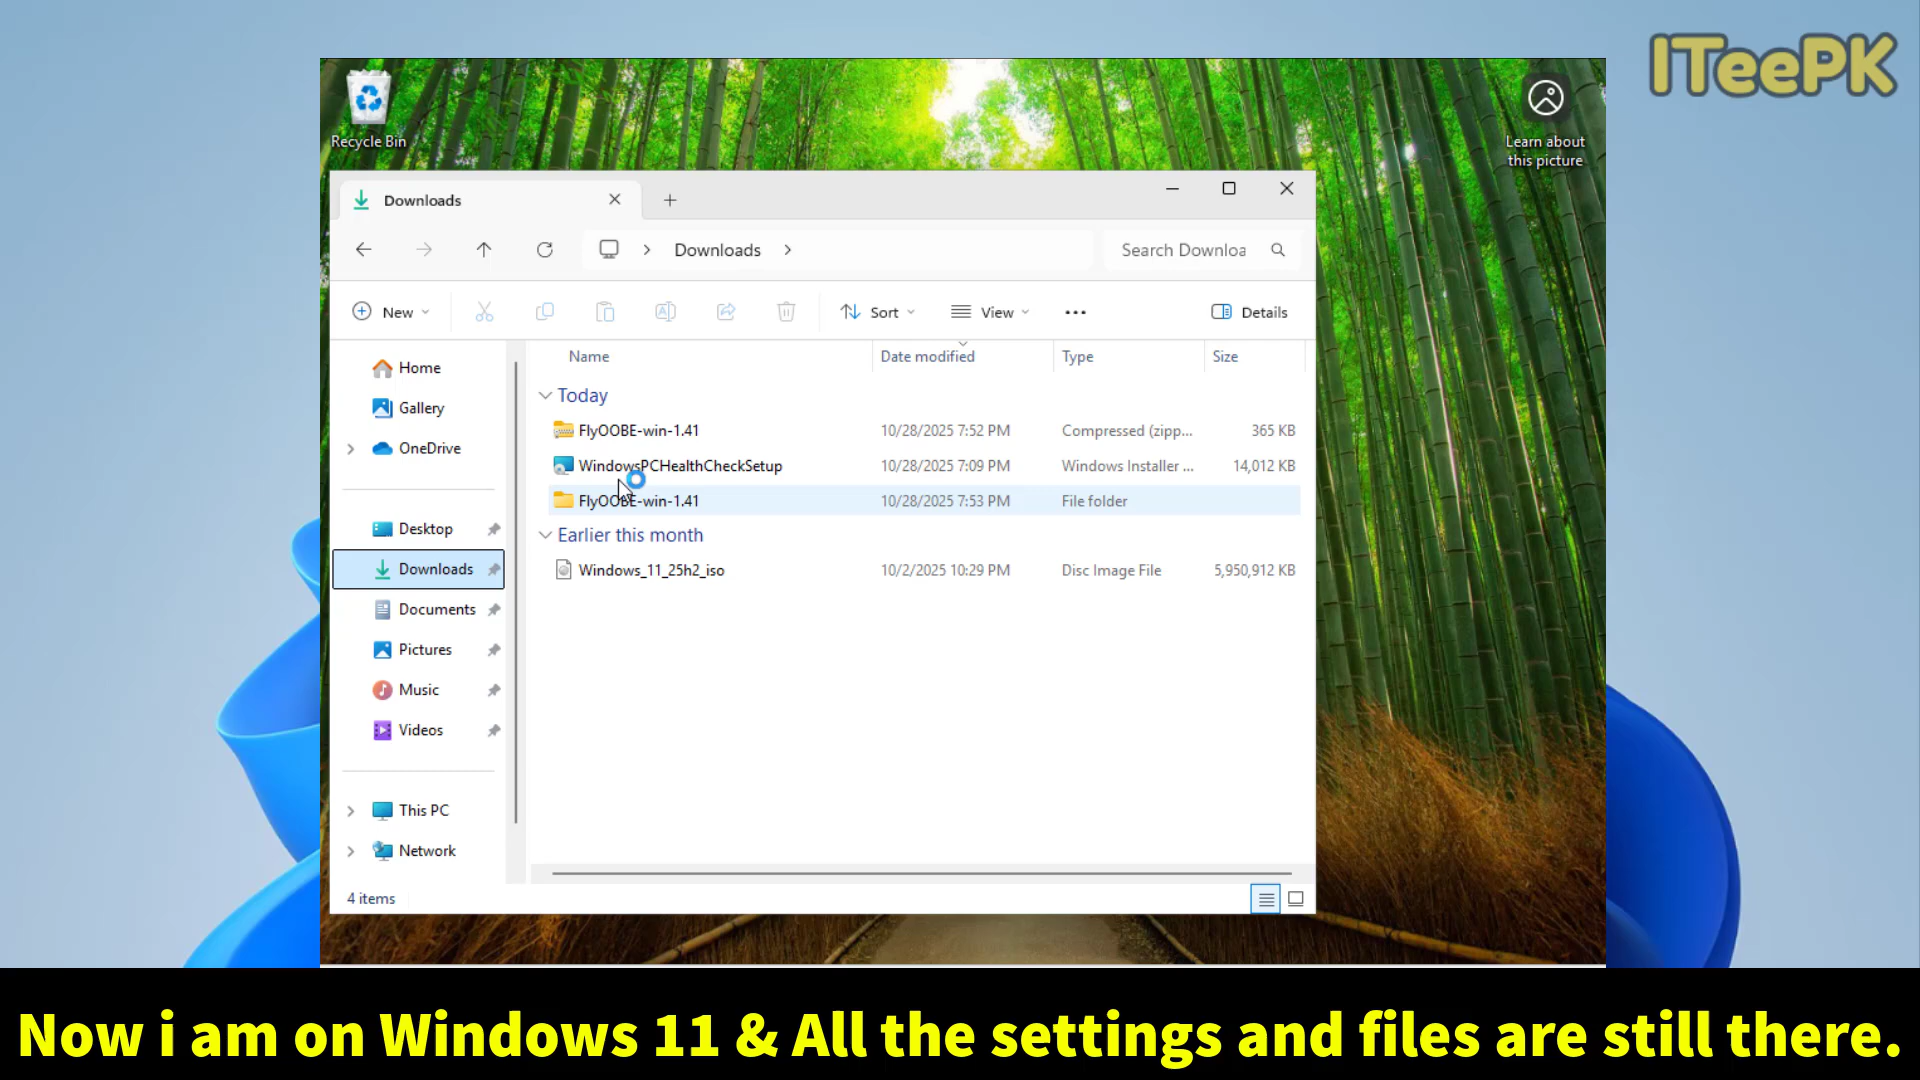 ITeePK
Recycle Bin
Learn about
this picture
Downloads
Downloads
Search Downloa
New
Sort
View
Details
Name Date modified Type Size
Home
Gallery
OneDrive
Desktop
Downloads
Documents
Pictures
Music
Videos
This PC
Network
Today
FlyOOBE-win-1.41 10/28/2025 7:52 PM Compressed (zipp... 365 KB
WindowsPCHealthCheckSetup 10/28/2025 7:09 PM Windows Installer ... 14,012 KB
FlyOOBE-win-1.41 10/28/2025 7:53 PM File folder
Earlier this month
Windows_11_25h2_iso 10/2/2025 10:29 PM Disc Image File 5,950,912 KB
4 items
Now i am on Windows 11 & All the settings and files are still there.